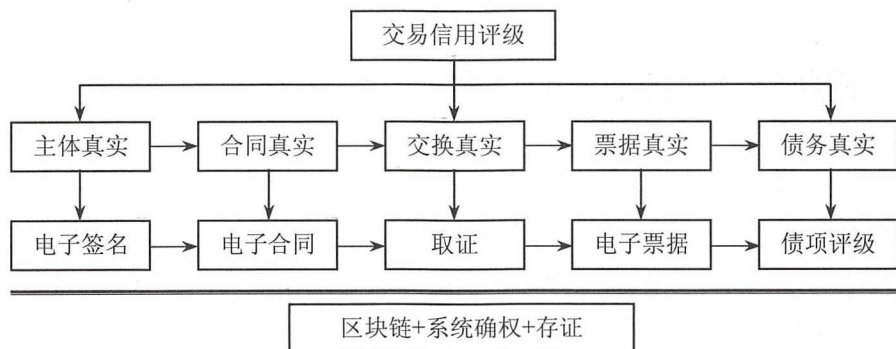 交易信用评级
主体真实
合同真实
交换真实
票据真实
债务真实
电子签名
电子合同
取证
电子票据
债项评级
区块链+系统确权+存证